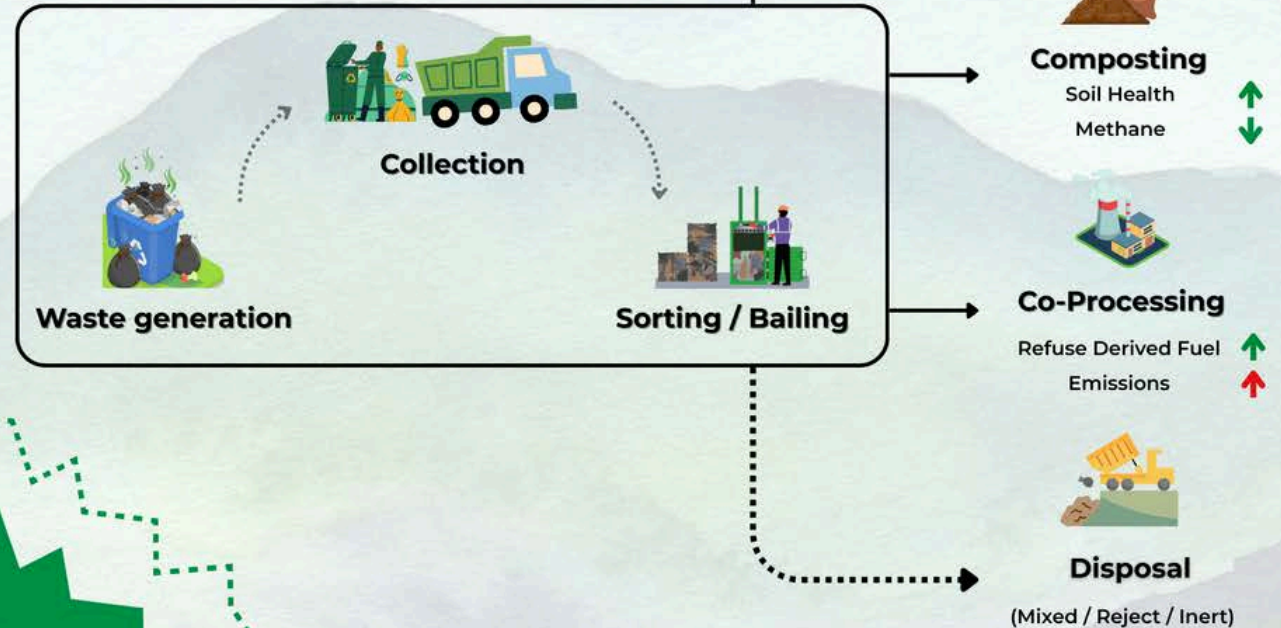 Composting
Soil Health
Methane
Collection
Waste generation
Sorting / Bailing
Co-Processing
Refuse Derived Fuel
Emissions
Disposal
(Mixed / Reject / Inert)